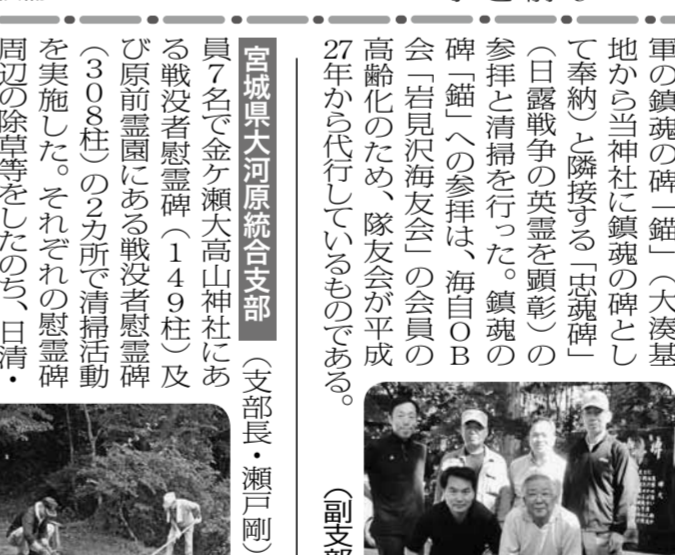 軍の鎮魂の碑「錨」（大湊基
地から当神社に鎮魂の碑とし
て奉納）と隣接する「忠魂碑」
（日露戦争の英霊を顕彰）の
参拝と清掃を行った。鎮魂の
碑「錨」への参拝は、海自ＯＢ
会「岩見沢海友会」の会員の
高齢化のため、隊友会が平成
27年から代行しているものである。
（副支部
宮城県大河原統合支部
（支部長・瀬戸剛）
員７名で金ケ瀬大高山神社にあ
る戦没者慰霊碑（１４９柱）及
び原前霊園にある戦没者慰霊碑
（３０８柱）の２カ所で清掃活動
を実施した。それぞれの慰霊碑
周辺の除草等をしたのち、日清・